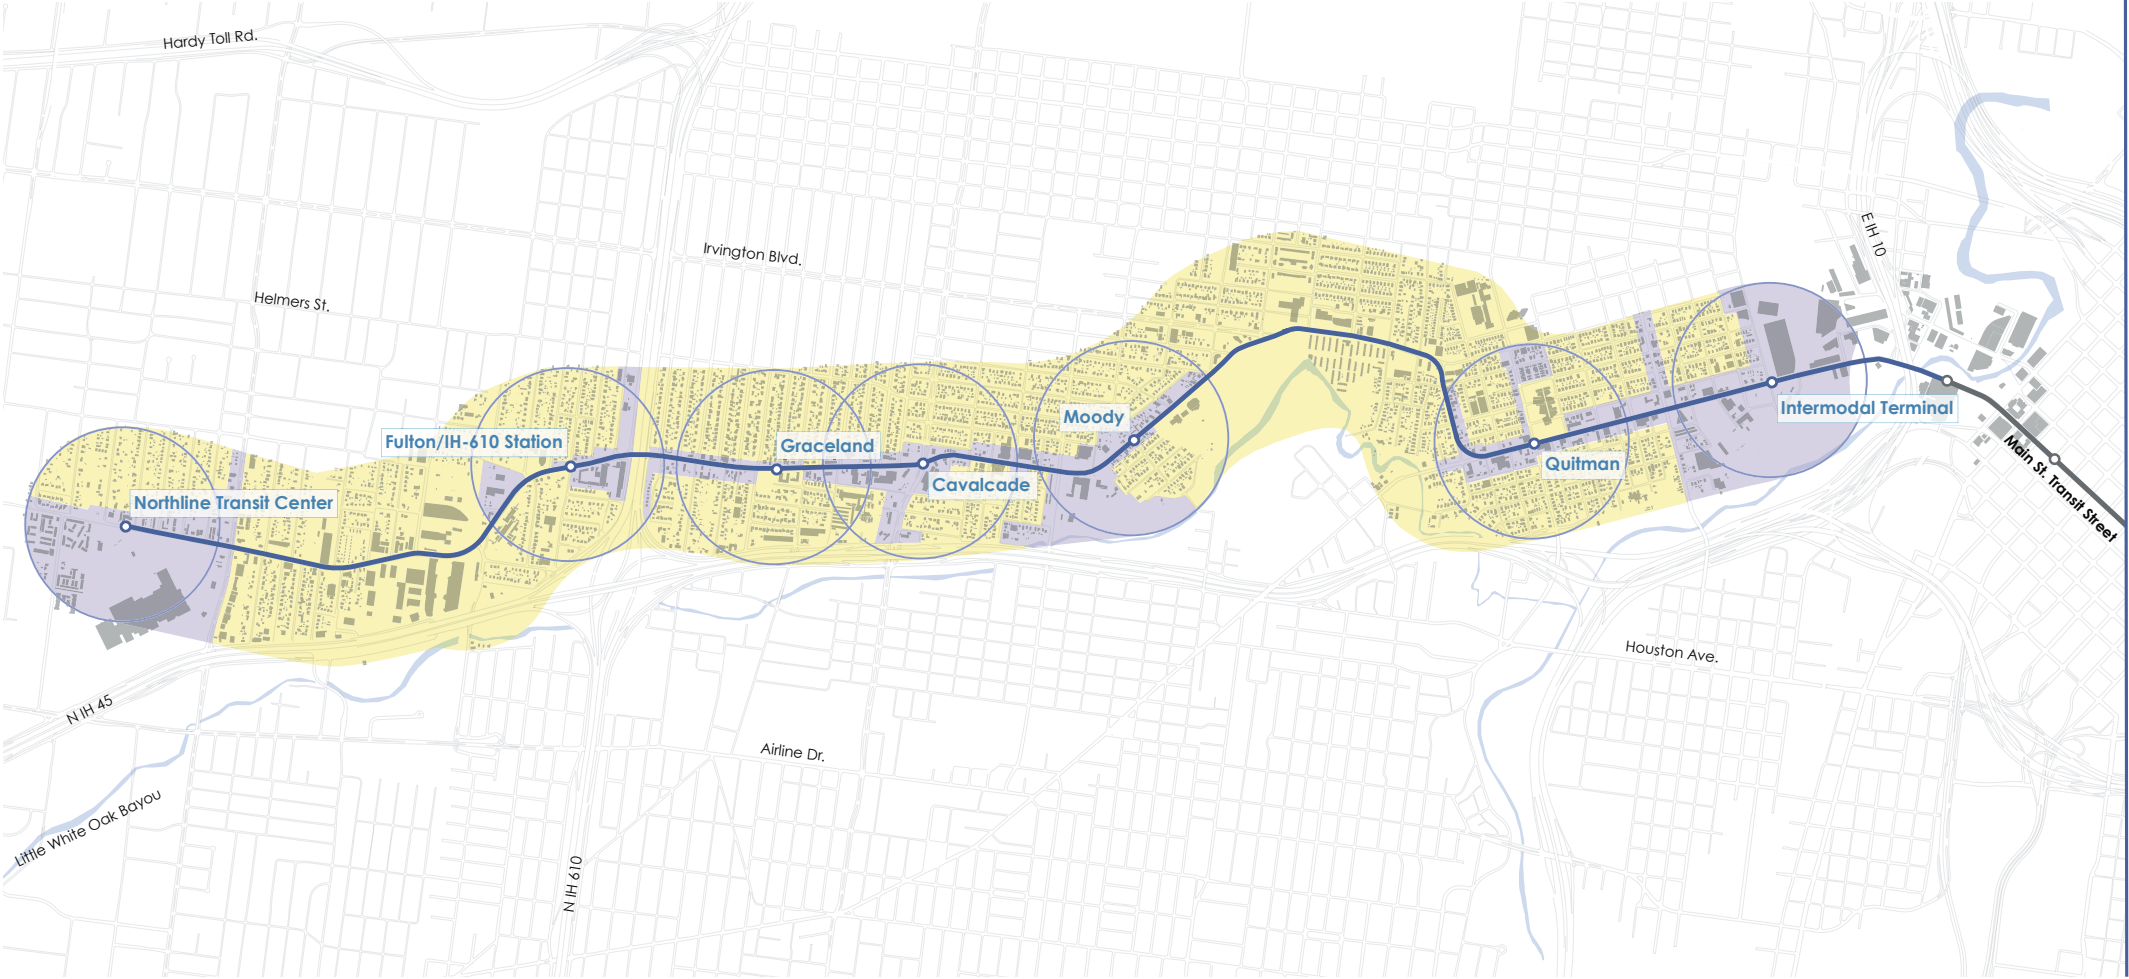 Hardy Toll Rd.
E IH 10
Irvington Blvd.
Helmers St.
Intermodal Terminal
Moody
Fulton/IH-610 Station
Graceland
Quitman
Main St. Transit Street
Cavalcade
Northline Transit Center
Houston Ave.
N IH 45
Airline Dr.
Little White Oak Bayou
N IH 610